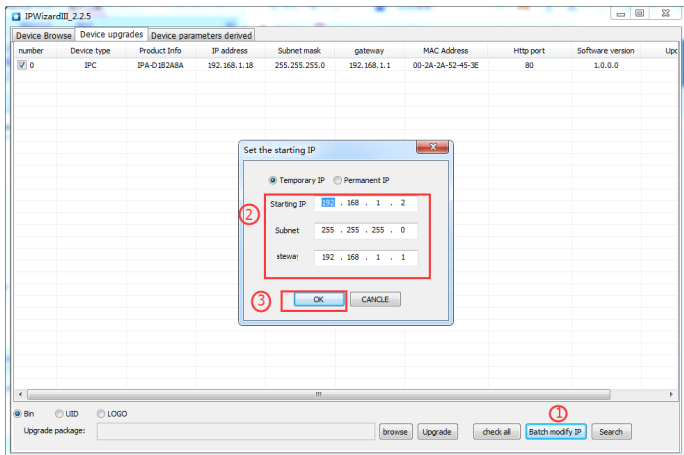 IPWizardIII_2.2.5
Device Browse Device upgrades Device parameters derived
number Device type Product Info IP address Subnet mask gateway MAC Address Http port Software version Upc
0 IPC IPA-D1B2A8A 192.168.1.18 255.255.255.0 192.168.1.1 00-2A-2A-52-45-3E 80 1.0.0.0
Set the starting IP
Temporary IP Permanent IP
Starting IP 192 . 168 . 1 . 2
2
Subnet 255 . 255 . 255 . 0
ateway 192 . 168 . 1 . 1
3 OK CANCLE
1
Bin UID LOGO
Upgrade package: browse Upgrade check all Batch modify IP Search